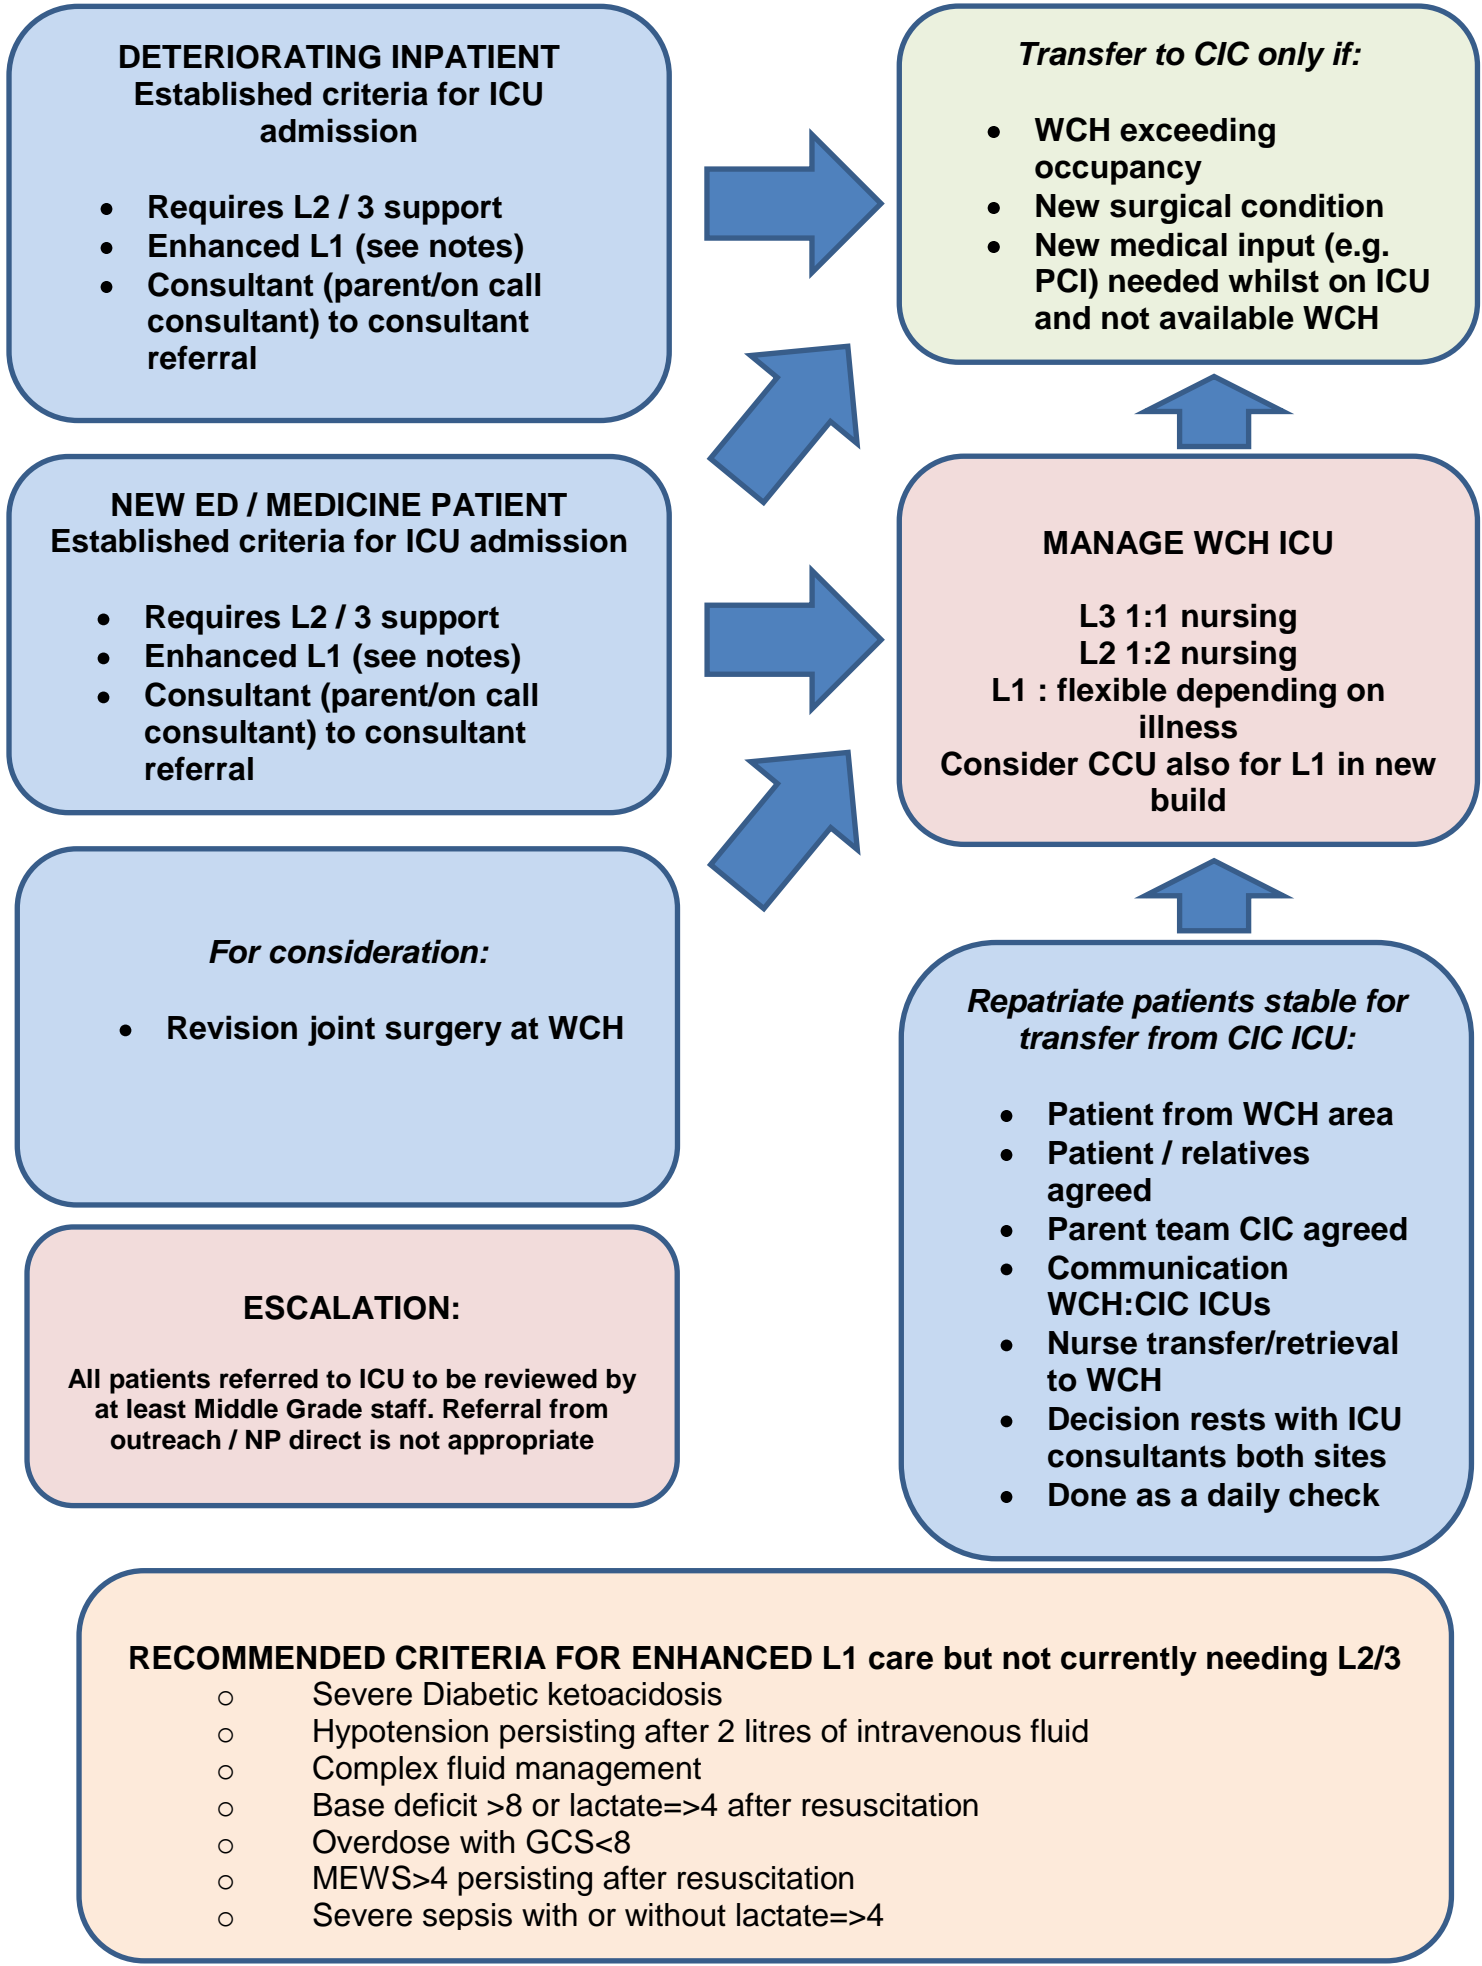 DETERIORATING INPATIENT
Established criteria for ICU
admission
• Requires L2 / 3 support
• Enhanced L1 (see notes)
• Consultant (parent/on call
consultant) to consultant
referral
Transfer to CIC only if:
• WCH exceeding
occupancy
• New surgical condition
• New medical input (e.g.
PCI) needed whilst on ICU
and not available WCH
NEW ED / MEDICINE PATIENT
Established criteria for ICU admission
• Requires L2 / 3 support
• Enhanced L1 (see notes)
• Consultant (parent/on call
consultant) to consultant
referral
MANAGE WCH ICU
L3 1:1 nursing
L2 1:2 nursing
L1 : flexible depending on
illness
Consider CCU also for L1 in new
build
For consideration:
• Revision joint surgery at WCH
Repatriate patients stable for
transfer from CIC ICU:
• Patient from WCH area
• Patient / relatives
agreed
• Parent team CIC agreed
• Communication
WCH:CIC ICUs
• Nurse transfer/retrieval
to WCH
• Decision rests with ICU
consultants both sites
• Done as a daily check
ESCALATION:
All patients referred to ICU to be reviewed by
at least Middle Grade staff. Referral from
outreach / NP direct is not appropriate
RECOMMENDED CRITERIA FOR ENHANCED L1 care but not currently needing L2/3
○ Severe Diabetic ketoacidosis
○ Hypotension persisting after 2 litres of intravenous fluid
○ Complex fluid management
○ Base deficit >8 or lactate=>4 after resuscitation
○ Overdose with GCS<8
○ MEWS>4 persisting after resuscitation
○ Severe sepsis with or without lactate=>4